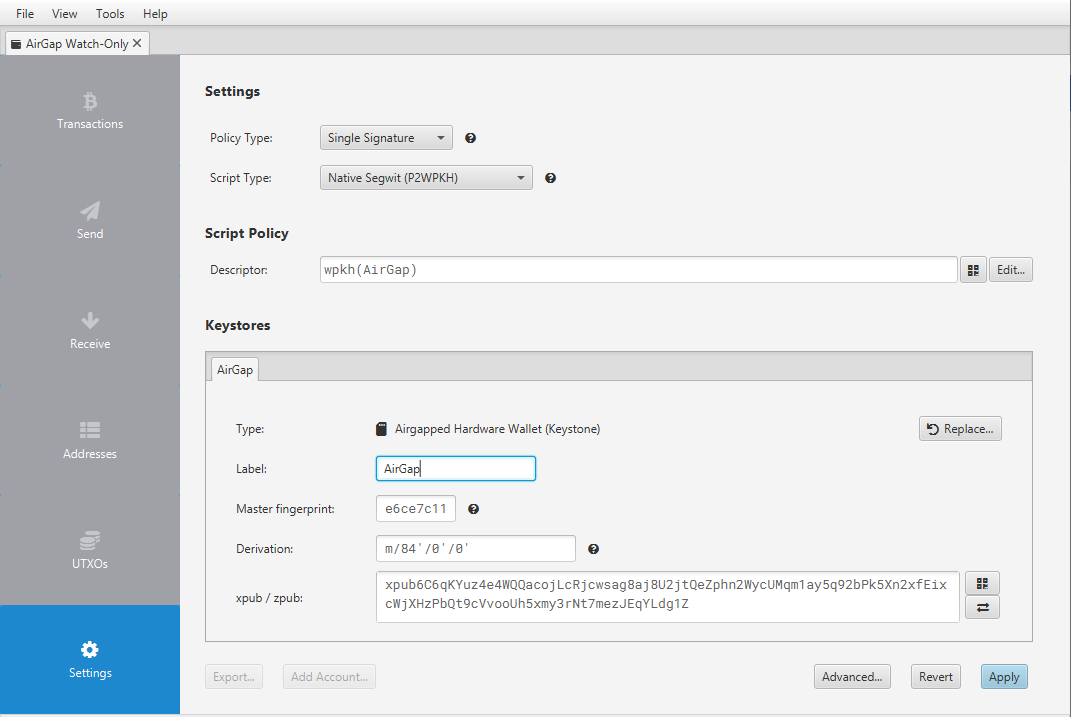 File View Tools Help
AirGap Watch-Only
Transactions
Send
Receive
Addresses
UTXOs
Settings
Settings
Policy Type: Single Signature
Script Type: Native Segwit (P2WPKH)
Script Policy
Descriptor: wpkh(AirGap) Edit...
Keystores
AirGap
Type: Airgapped Hardware Wallet (Keystone) Replace...
Label: AirGap
Master fingerprint: e6ce7c11
Derivation: m/84'/0'/0'
xpub / zpub: xpub6C6qKYuz4e4WQQacojLcRjcwsag8aj8U2jtQeZphn2WycUMqm1ay5q92bPk5Xn2xfEix
cWjXHzPbQt9cVvooUh5xmy3rNt7mezJEqYLdg1Z
Export... Add Account... Advanced... Revert Apply